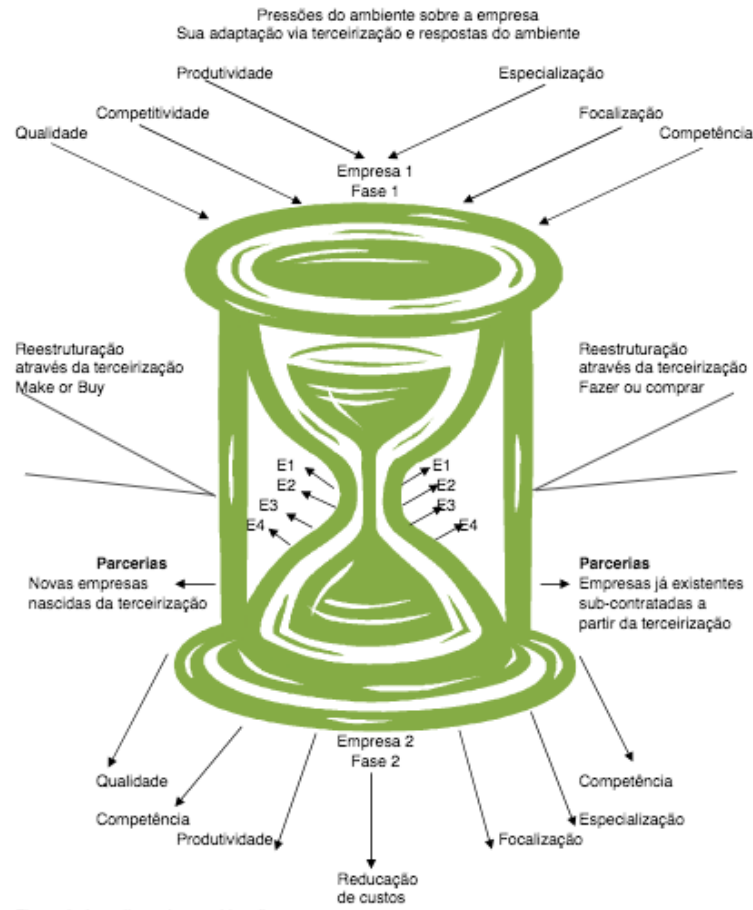 Pressões do ambiente sobre a empresa
Sua adaptação via terceirização e respostas do ambiente
Produtividade
Especialização
Competitividade
Focalização
Qualidade
Competência
Empresa 1
Fase 1
Reestruturação
através da terceirização
Make or Buy
Reestruturação
através da terceirização
Fazer ou comprar
E1
E2
E3
E4
E1
E2
E3
E4
Parcerias
Novas empresas
nascidas da terceirização
Parcerias
Empresas já existentes
sub-contratadas a
partir da terceirização
Empresa 2
Fase 2
Qualidade
Competência
Competência
Especialização
Produtividade
Focalização
Reducação
de custos